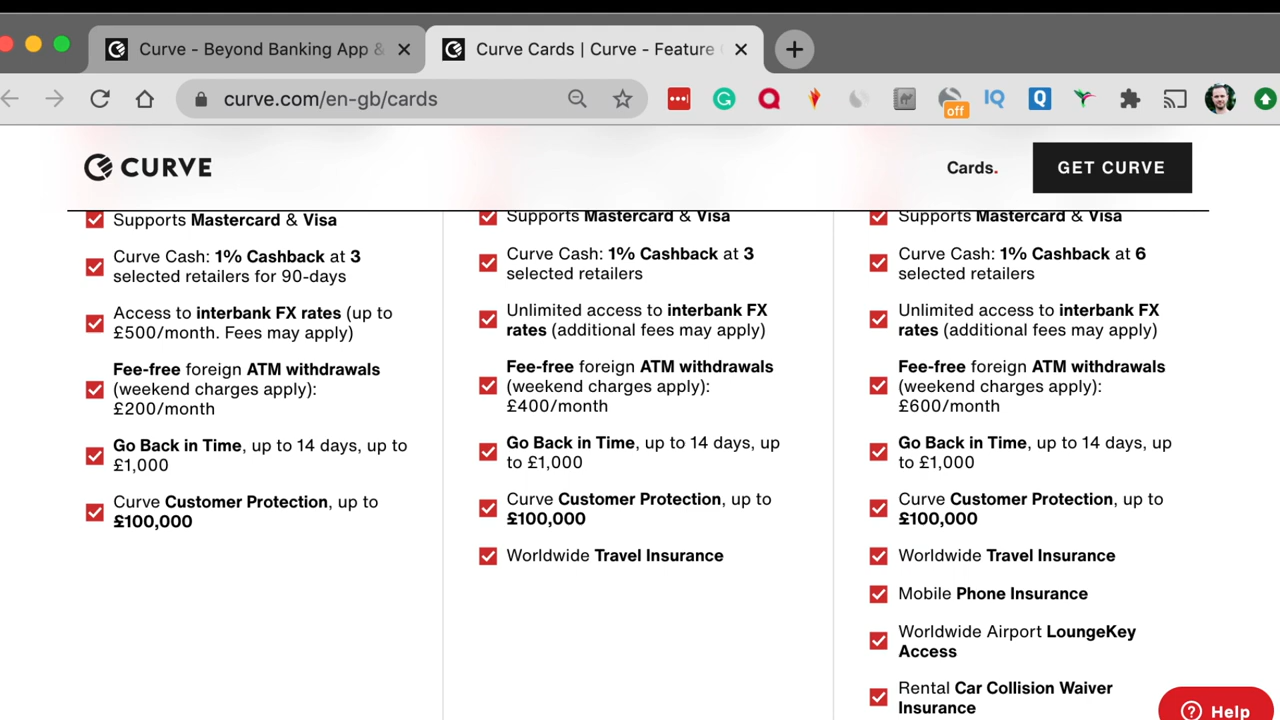 Curve - Beyond Banking App &
Curve Cards | Curve - Feature
curve.com/en-gb/cards
off
IQ
Q
CURVE
Cards.
GET CURVE
Supports Mastercard & Visa
Curve Cash: 1% Cashback at 3
selected retailers for 90-days
Access to interbank FX rates (up to
£500/month. Fees may apply)
Fee-free foreign ATM withdrawals
(weekend charges apply):
£200/month
Go Back in Time, up to 14 days, up to
£1,000
Curve Customer Protection, up to
£100,000
Supports Mastercard & Visa
Curve Cash: 1% Cashback at 3
selected retailers
Unlimited access to interbank FX
rates (additional fees may apply)
Fee-free foreign ATM withdrawals
(weekend charges apply):
£400/month
Go Back in Time, up to 14 days, up
to £1,000
Curve Customer Protection, up to
£100,000
Worldwide Travel Insurance
Supports Mastercard & Visa
Curve Cash: 1% Cashback at 6
selected retailers
Unlimited access to interbank FX
rates (additional fees may apply)
Fee-free foreign ATM withdrawals
(weekend charges apply):
£600/month
Go Back in Time, up to 14 days, up
to £1,000
Curve Customer Protection, up to
£100,000
Worldwide Travel Insurance
Mobile Phone Insurance
Worldwide Airport LoungeKey
Access
Rental Car Collision Waiver
Insurance
Help